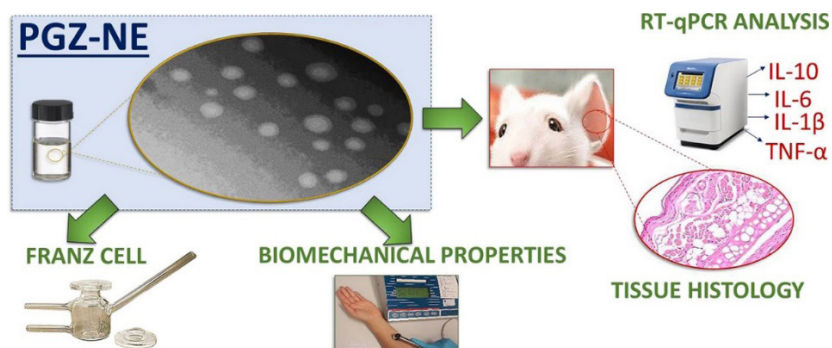 PGZ-NE
RT-qPCR ANALYSIS
IL-10
IL-6
IL-1β
TNF-α
FRANZ CELL
BIOMECHANICAL PROPERTIES
TISSUE HISTOLOGY